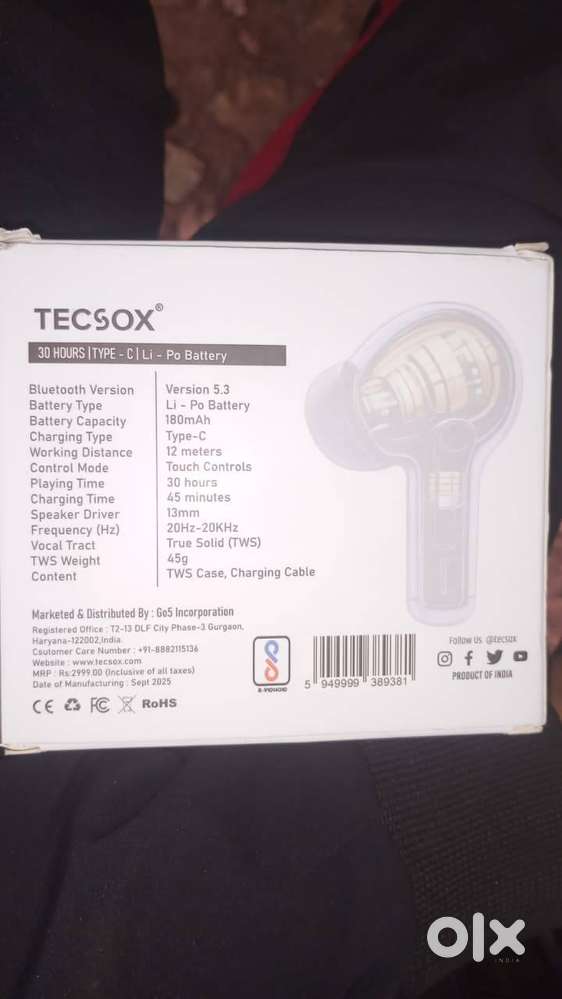 TECSOX®
30 HOURS | TYPE - C | Li - Po Battery
Bluetooth Version Version 5.3
Battery Type Li - Po Battery
Battery Capacity 180mAh
Charging Type Type-C
Working Distance 12 meters
Control Mode Touch Controls
Playing Time 30 hours
Charging Time 45 minutes
Speaker Driver 13mm
Frequency (Hz) 20Hz-20KHz
Vocal Tract True Solid (TWS)
TWS Weight 45g
Content TWS Case, Charging Cable
Marketed & Distributed By : Go5 Incorporation
Registered Office : T2-13 DLF City Phase-3 Gurgaon,
Haryana-122002,India.
Csutomer Care Number : +91-8882115136
Website : www.tecsox.com
MRP : Rs:2999.00 (Inclusive of all taxes)
Date of Manufacturing : Sept 2025
CE FC RoHS
5 949999 389381
Follow Us @tecsox
PRODUCT OF INDIA
olx
INDIA